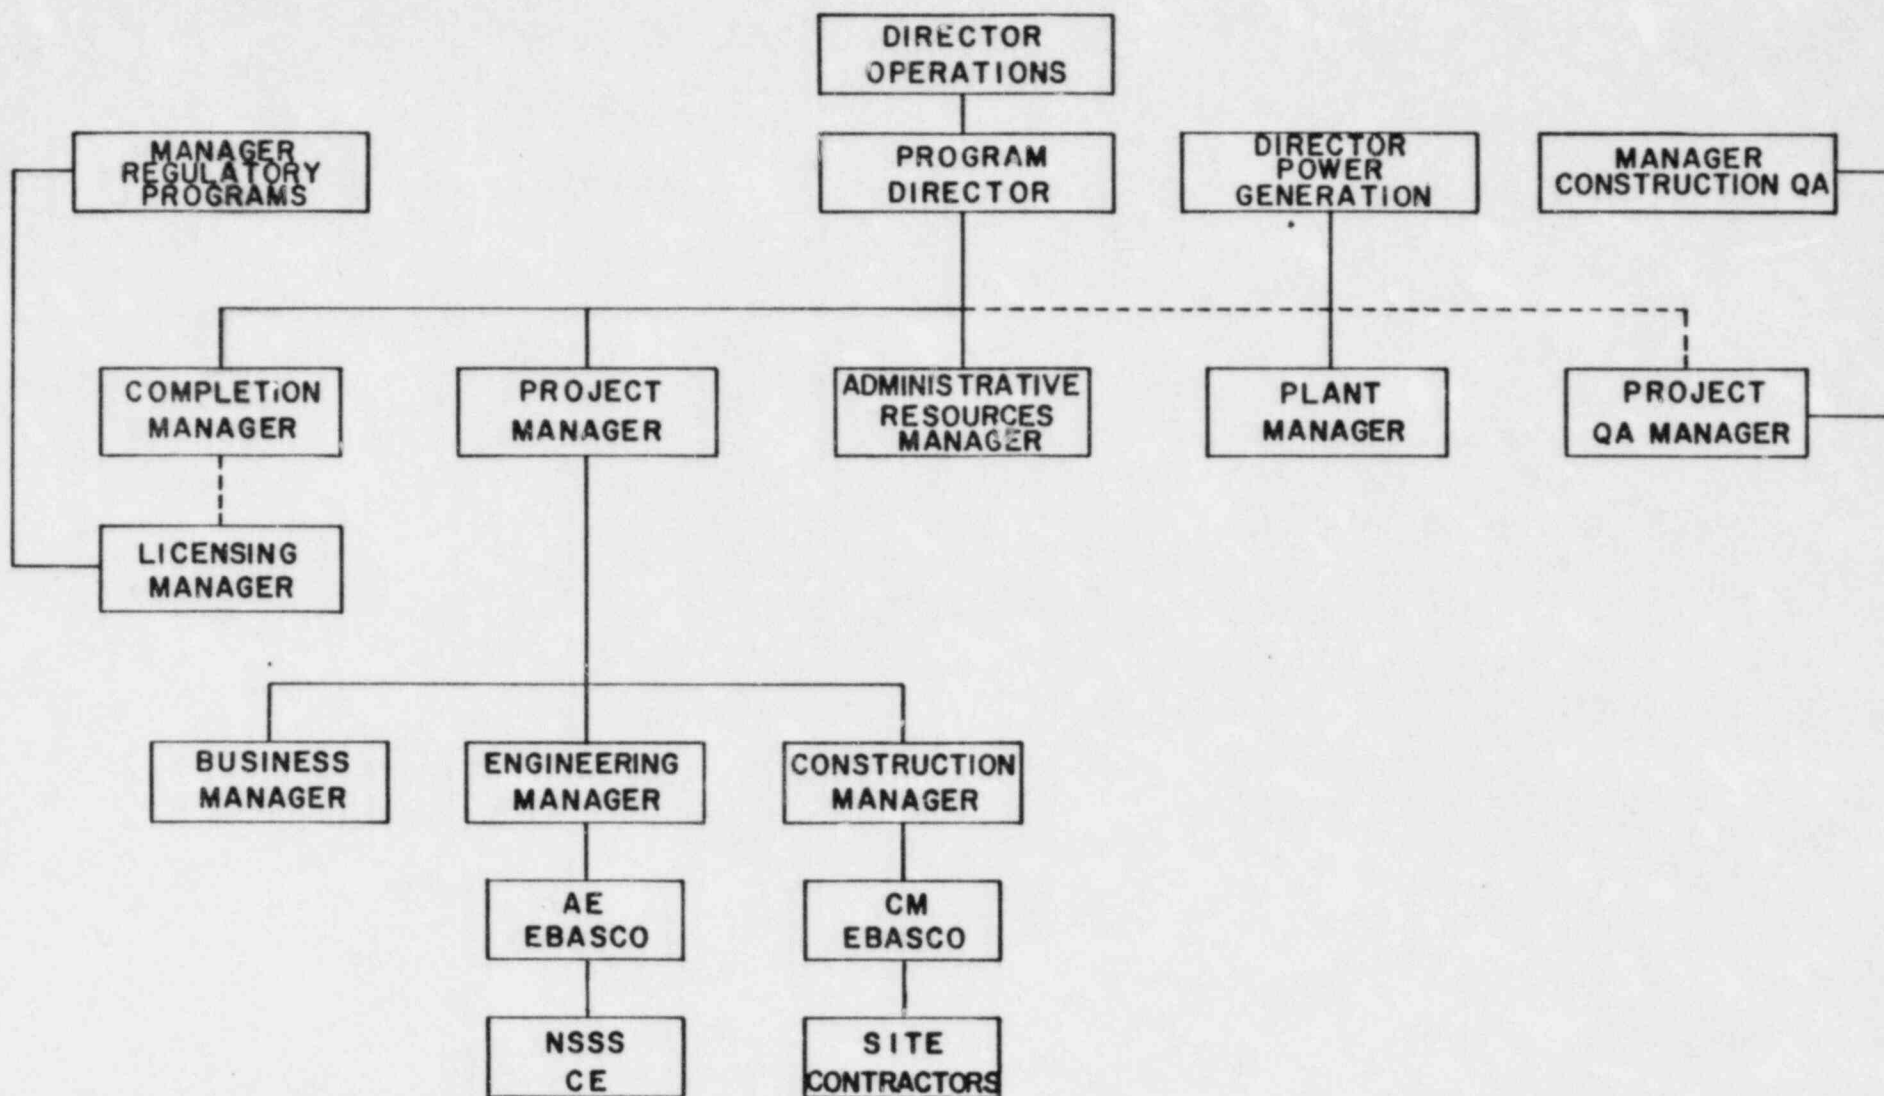 DIRECTOR
OPERATIONS
MANAGER
REGULATORY
PROGRAMS
PROGRAM
DIRECTOR
DIRECTOR
POWER
GENERATION
MANAGER
CONSTRUCTION QA
COMPLETION
MANAGER
PROJECT
MANAGER
ADMINISTRATIVE
RESOURCES
MANAGER
PLANT
MANAGER
PROJECT
QA MANAGER
LICENSING
MANAGER
BUSINESS
MANAGER
ENGINEERING
MANAGER
CONSTRUCTION
MANAGER
AE
EBASCO
CM
EBASCO
NSSS
CE
SITE
CONTRACTORS